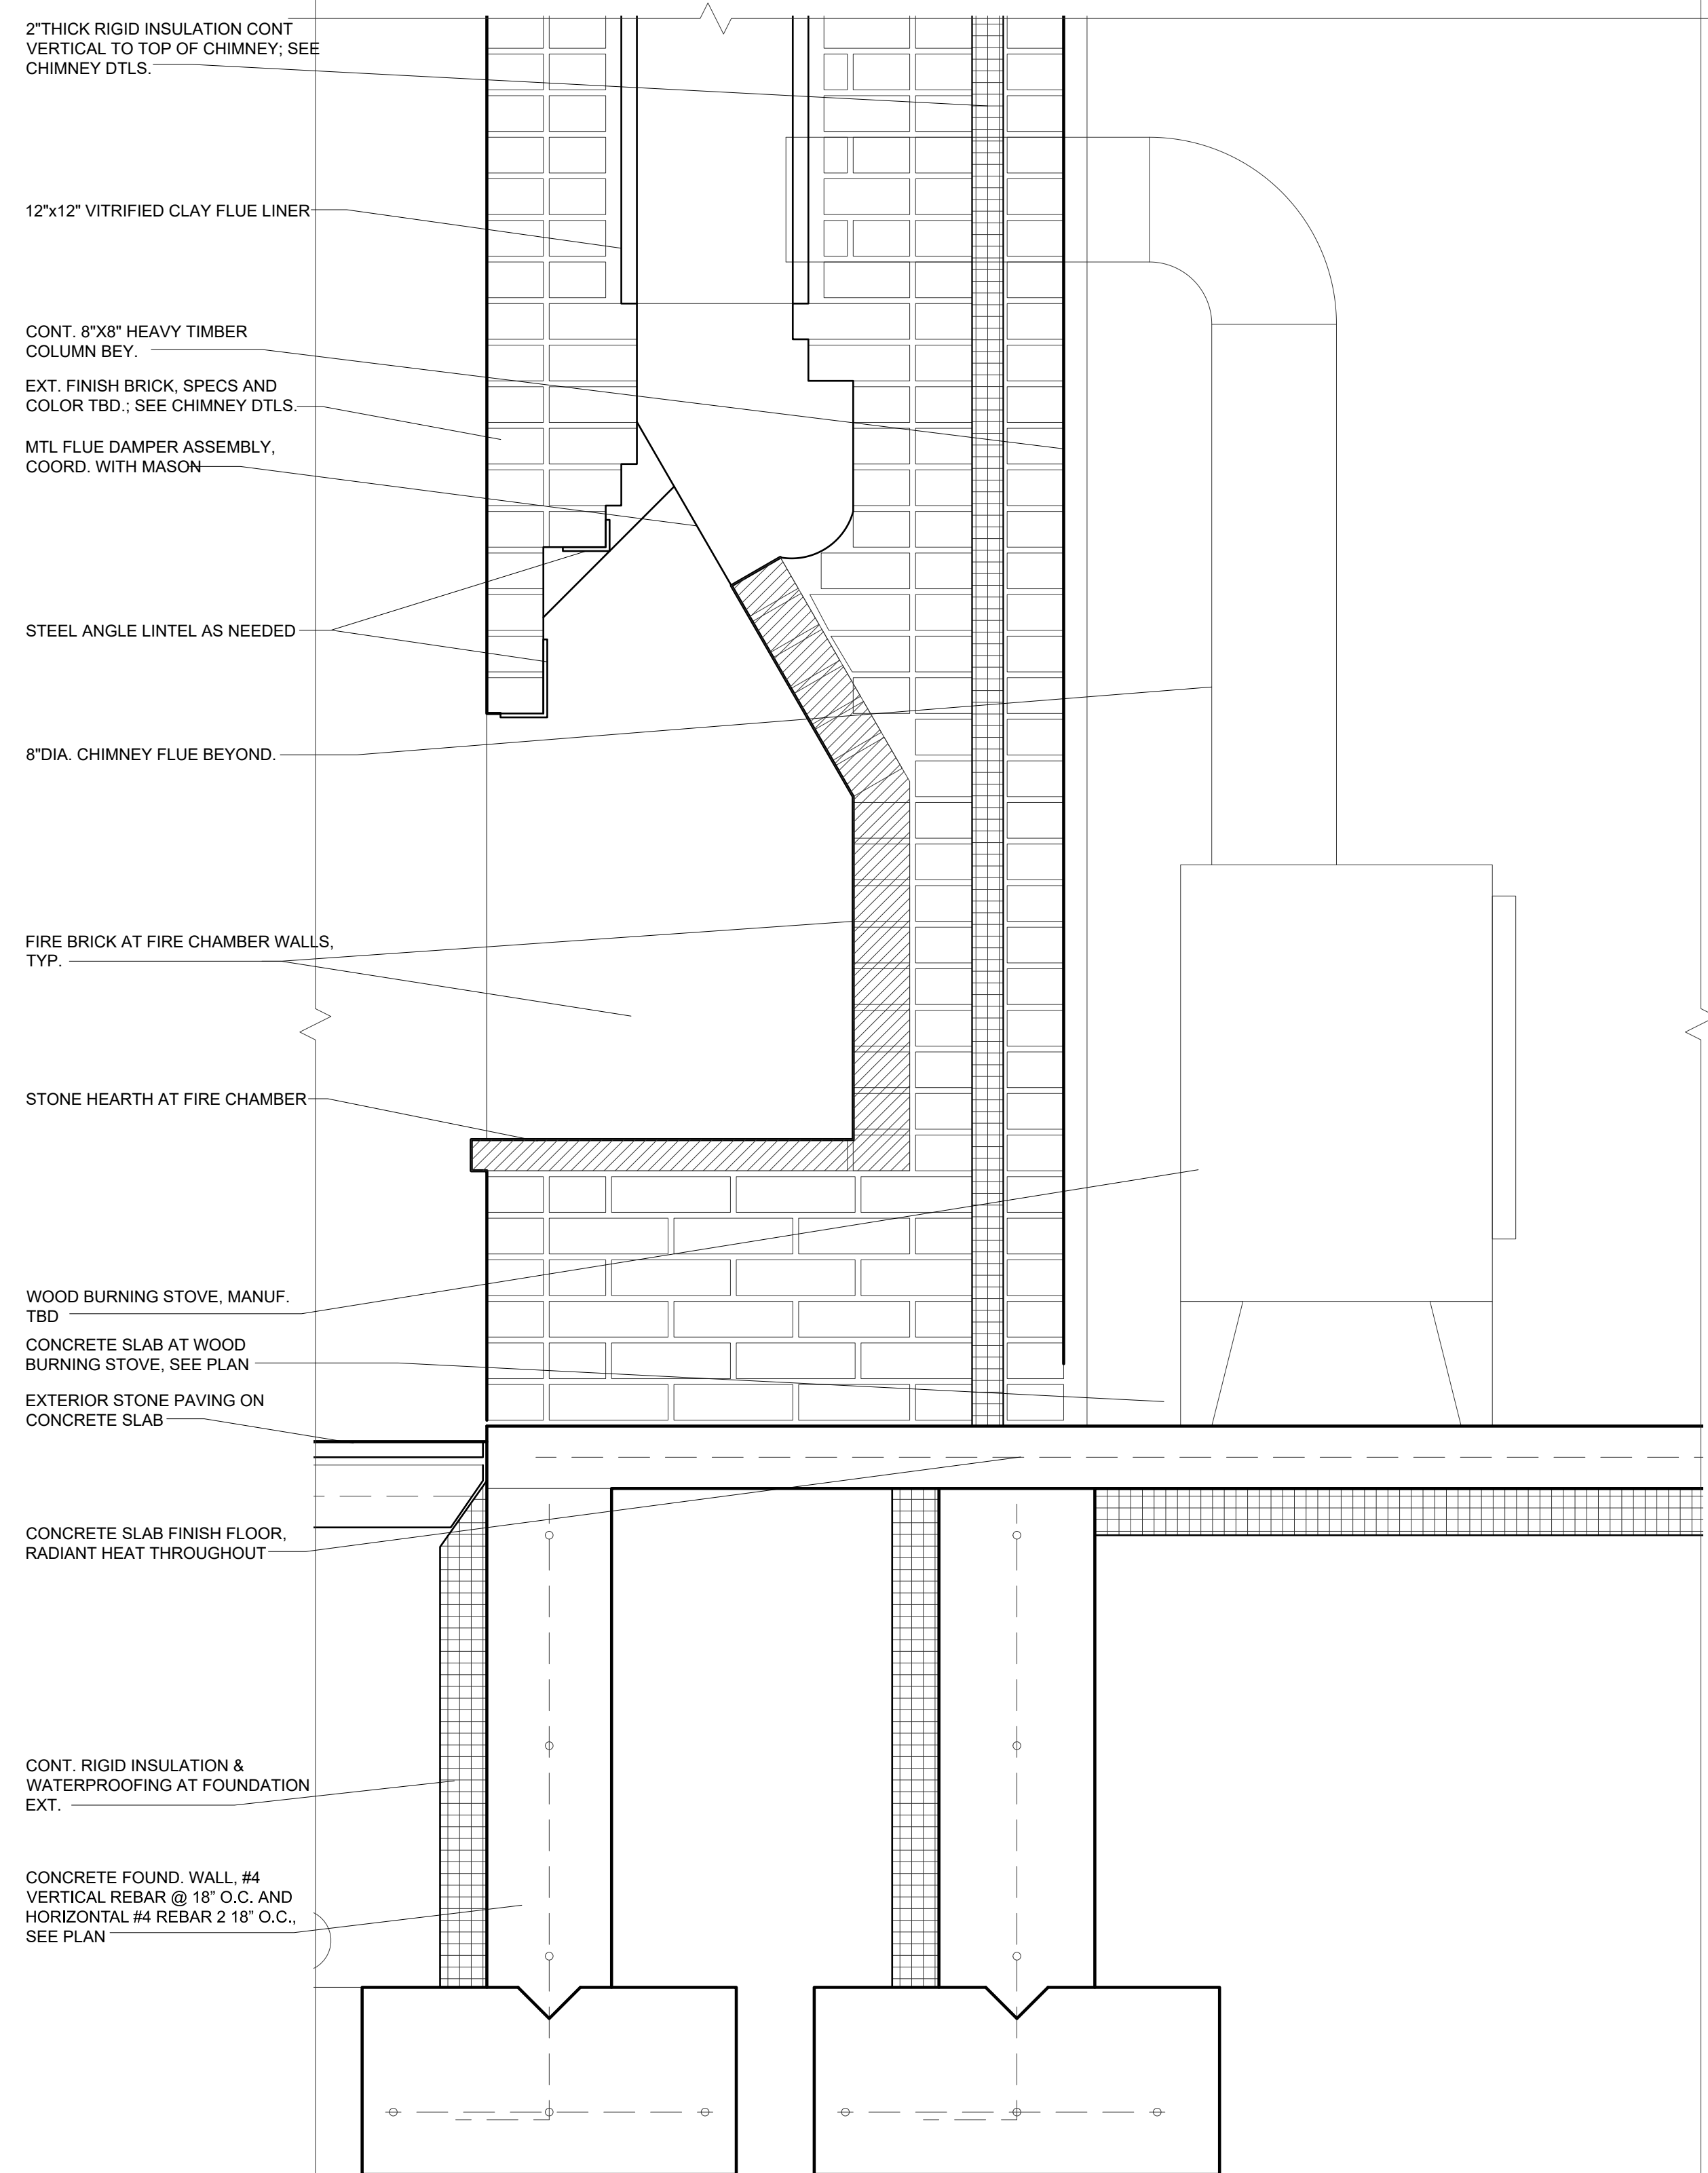 2"THICK RIGID INSULATION CONT
VERTICAL TO TOP OF CHIMNEY; SEE
CHIMNEY DTLS.
12"x12" VITRIFIED CLAY FLUE LINER
CONT. 8"X8" HEAVY TIMBER
COLUMN BEY.
EXT. FINISH BRICK, SPECS AND
COLOR TBD.; SEE CHIMNEY DTLS.
MTL FLUE DAMPER ASSEMBLY,
COORD. WITH MASON
STEEL ANGLE LINTEL AS NEEDED
8"DIA. CHIMNEY FLUE BEYOND.
FIRE BRICK AT FIRE CHAMBER WALLS,
TYP.
STONE HEARTH AT FIRE CHAMBER
WOOD BURNING STOVE, MANUF.
TBD
CONCRETE SLAB AT WOOD
BURNING STOVE, SEE PLAN
EXTERIOR STONE PAVING ON
CONCRETE SLAB
CONCRETE SLAB FINISH FLOOR,
RADIANT HEAT THROUGHOUT
CONT. RIGID INSULATION &
WATERPROOFING AT FOUNDATION
EXT.
CONCRETE FOUND. WALL, #4
VERTICAL REBAR @ 18” O.C. AND
HORIZONTAL #4 REBAR 2 18” O.C.,
SEE PLAN